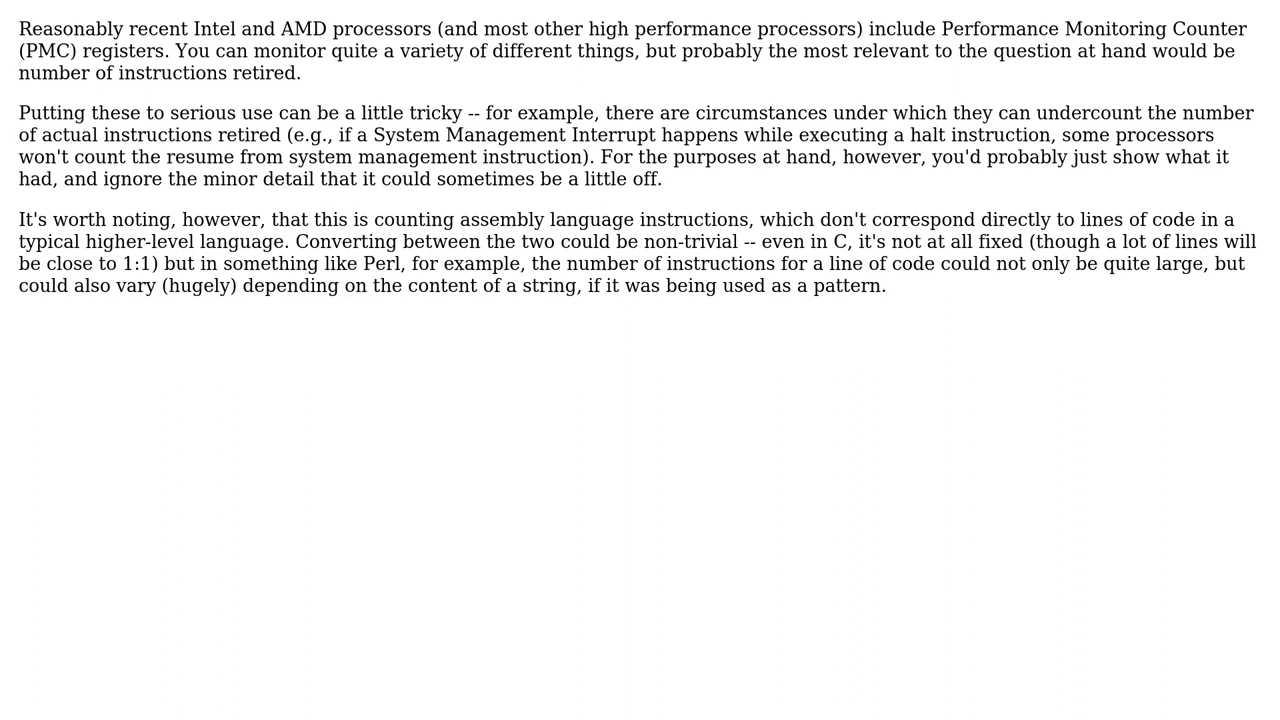 Reasonably recent Intel and AMD processors (and most other high performance processors) include Performance Monitoring Counter
(PMC) registers. You can monitor quite a variety of different things, but probably the most relevant to the question at hand would be
number of instructions retired.
Putting these to serious use can be a little tricky -- for example, there are circumstances under which they can undercount the number
of actual instructions retired (e.g., if a System Management Interrupt happens while executing a halt instruction, some processors
won't count the resume from system management instruction). For the purposes at hand, however, you'd probably just show what it
had, and ignore the minor detail that it could sometimes be a little off.
It's worth noting, however, that this is counting assembly language instructions, which don't correspond directly to lines of code in a
typical higher-level language. Converting between the two could be non-trivial -- even in C, it's not at all fixed (though a lot of lines will
be close to 1:1) but in something like Perl, for example, the number of instructions for a line of code could not only be quite large, but
could also vary (hugely) depending on the content of a string, if it was being used as a pattern.